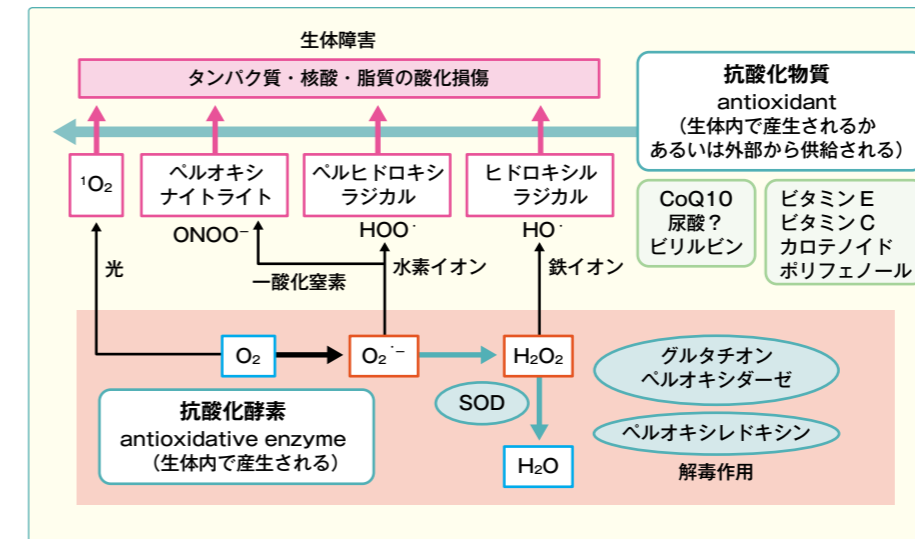 生体障害
タンパク質・核酸・脂質の酸化損傷
抗酸化物質
antioxidant
(生体内で産生されるか
あるいは外部から供給される)
¹O₂
ペルオキシ
ナイトライト
ONOO⁻
ペルヒドロキシ
ラジカル
HOO˙
ヒドロキシル
ラジカル
HO˙
CoQ10
尿酸?
ビリルビン
ビタミン E
ビタミン C
カロテノイド
ポリフェノール
光
一酸化窒素
水素イオン
鉄イオン
O₂
O₂˙⁻
H₂O₂
SOD
H₂O
グルタチオン
ペルオキシダーゼ
ペルオキシレドキシン
解毒作用
抗酸化酵素
antioxidative enzyme
(生体内で産生される)